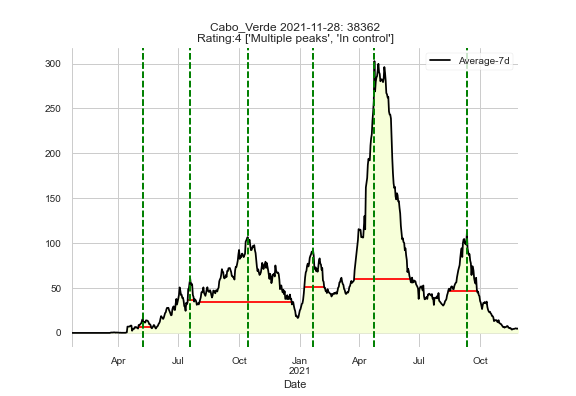 Cabo_Verde 2021-11-28: 38362
Rating:4 ['Multiple peaks', 'In control']
Average-7d
300
250
200
150
100
50
0
Apr Jul Oct Jan Apr Jul Oct
2021
Date